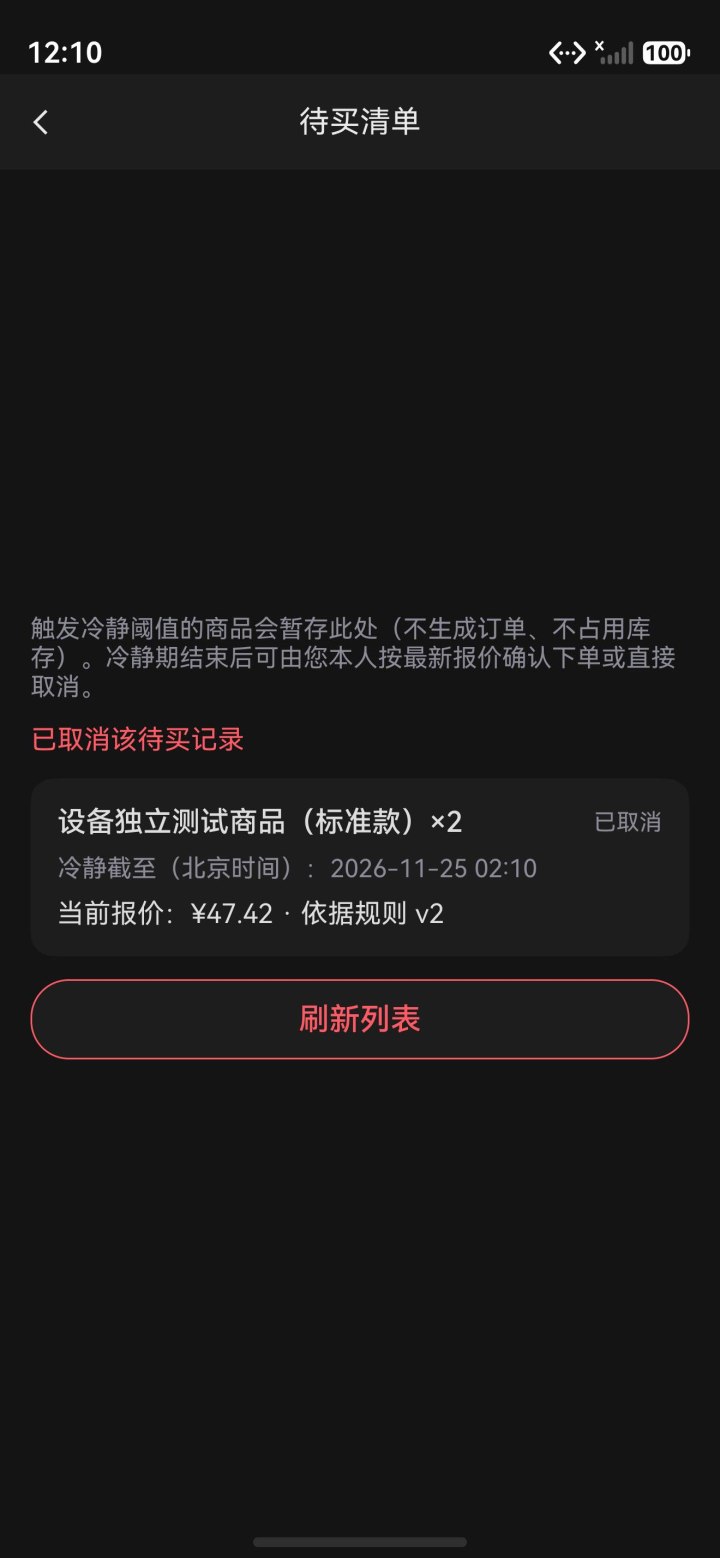 12:10
100
待买清单
触发冷静阈值的商品会暂存此处（不生成订单、不占用库
存）。冷静期结束后可由您本人按最新报价确认下单或直接
取消。
已取消该待买记录
设备独立测试商品（标准款）×2
已取消
冷静截至（北京时间）：2026-11-25 02:10
当前报价：¥47.42 · 依据规则 v2
刷新列表